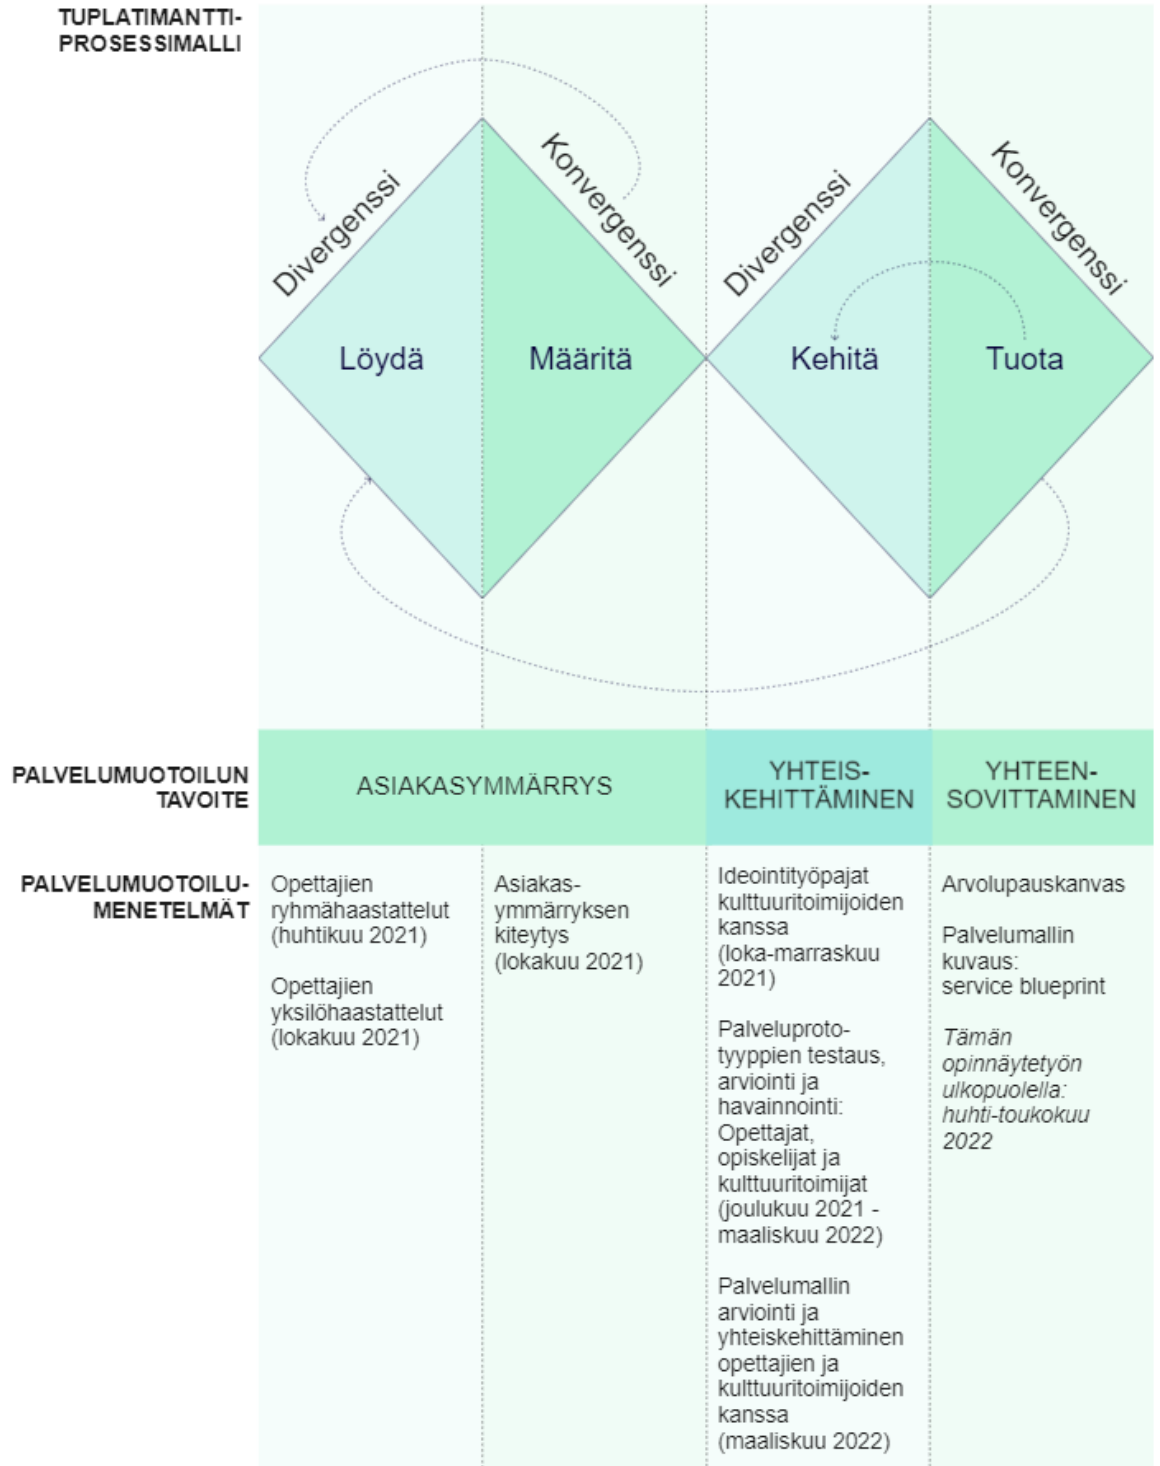 TUPLATIMANTTI-
PROSESSIMALLI
Divergenssi
Konvergenssi
Divergenssi
Konvergenssi
Löydä
Määritä
Kehitä
Tuota
PALVELUMUOTOILUN
TAVOITE
ASIAKASYMMÄRRYS
YHTEIS-
KEHITTÄMINEN
YHTEEN-
SOVITTAMINEN
PALVELUMUOTOILU-
MENETELMÄT
Opettajien
ryhmähaastattelut
(huhtikuu 2021)
Opettajien
yksilöhaastattelut
(lokakuu 2021)
Asiakas-
ymmärryksen
kiteytys
(lokakuu 2021)
Ideointityöpajat
kulttuuritoimijoiden
kanssa
(loka-marraskuu
2021)
Palveluproto-
tyyppien testaus,
arviointi ja
havainnointi:
Opettajat,
opiskelijat ja
kulttuuritoimijat
(joulukuu 2021 -
maaliskuu 2022)
Palvelumallin
arviointi ja
yhteiskehittäminen
opettajien ja
kulttuuritoimijoiden
kanssa
(maaliskuu 2022)
Arvolupauskanvas
Palvelumallin
kuvaus:
service blueprint
Tämän
opinnäytetyön
ulkopuolella:
huhti-toukokuu
2022